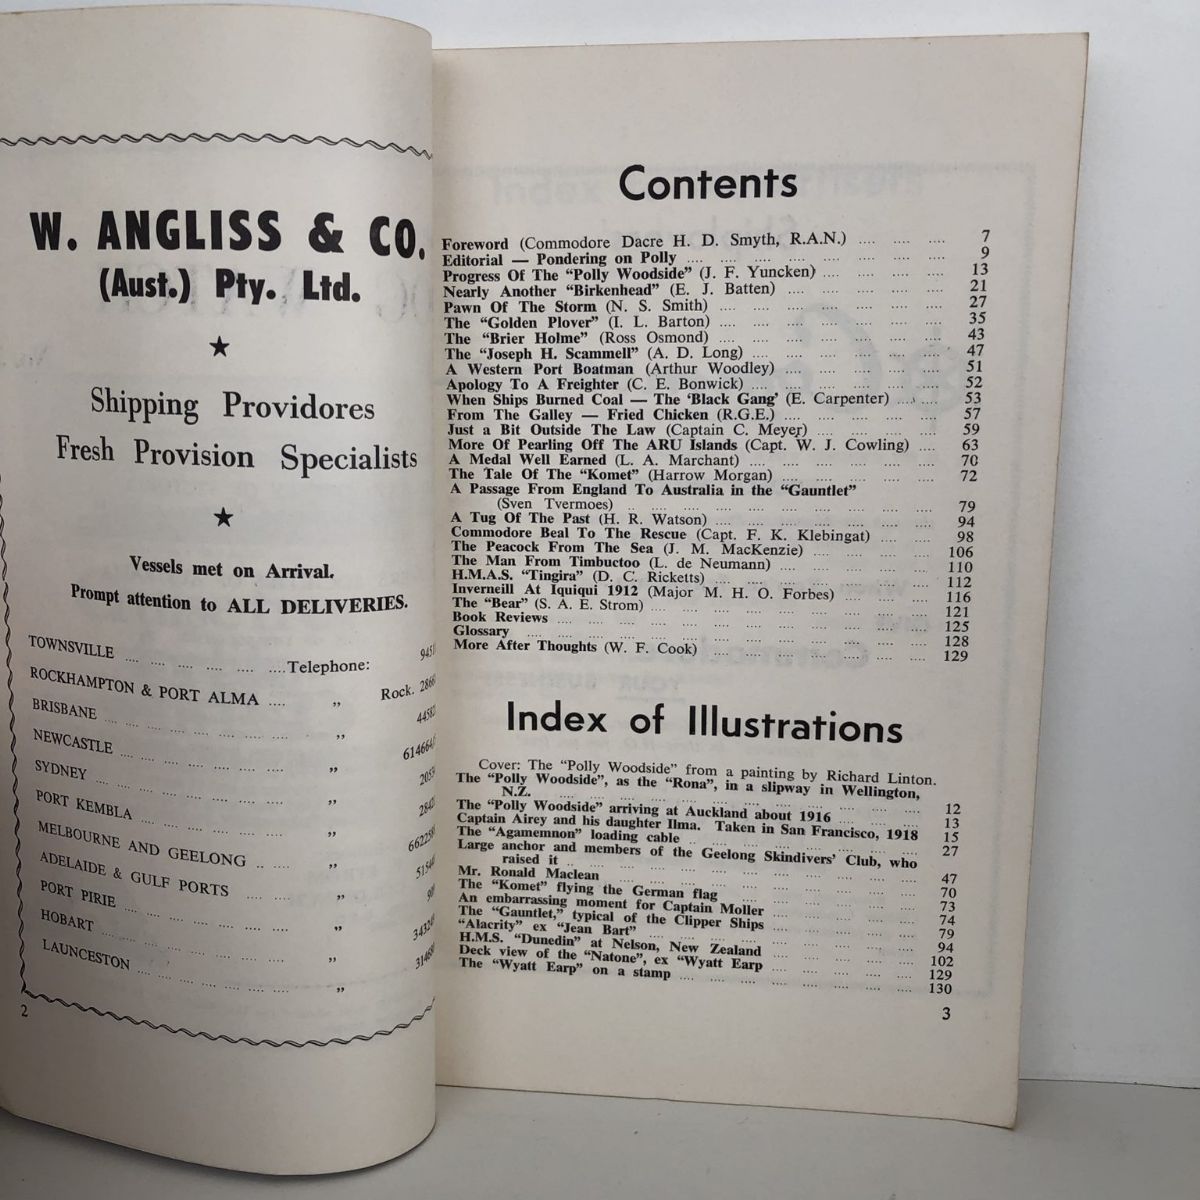 W. ANGLISS & CO.
(Aust.) Pty. Ltd.
★
Shipping Providores
Fresh Provision Specialists
★
Vessels met on Arrival.
Prompt attention to ALL DELIVERIES.
TOWNSVILLE .... .... .... .... .... ....Telephone:
ROCKHAMPTON & PORT ALMA .... ,, Rock.
BRISBANE .... .... .... .... .... .... ,,
NEWCASTLE .... .... .... .... .... .... ,,
SYDNEY .... .... .... .... .... .... ,,
PORT KEMBLA .... .... .... .... .... ,,
MELBOURNE AND GEELONG .. .... ,,
ADELAIDE & GULF PORTS .... .... ,,
PORT PIRIE .... .... .... .... .... .... ,,
HOBART .... .... .... .... .... .... ,,
LAUNCESTON .... .... .... .... .... ,,
2
Contents
Foreword (Commodore Dacre H. D. Smyth, R.A.N.) .... .... .... 7
Editorial — Pondering on Polly .... .... .... .... .... .... .... 9
Progress Of The "Polly Woodside" (J. F. Yuncken) .... .... .... .... 13
Nearly Another "Birkenhead" (E. J. Batten) .... .... .... .... .... 21
Pawn Of The Storm (N. S. Smith) .... .... .... .... .... .... 27
The "Golden Plover" (I. L. Barton) .... .... .... .... .... .... 35
The "Brier Holme" (Ross Osmond) .... .... .... .... .... .... 43
The "Joseph H. Scammell" (A. D. Long) .... .... .... .... .... 47
A Western Port Boatman (Arthur Woodley) .... .... .... .... .... 51
Apology To A Freighter (C. E. Bonwick) .... .... .... .... .... 52
When Ships Burned Coal — The 'Black Gang' (E. Carpenter) .... .... 53
From The Galley — Fried Chicken (R.G.E.) .... .... .... .... 57
Just a Bit Outside The Law (Captain C. Meyer) .... .... .... .... 59
More Of Pearling Off The ARU Islands (Capt. W. J. Cowling) .... 63
A Medal Well Earned (L. A. Marchant) .... .... .... .... .... 70
The Tale Of The "Komet" (Harrow Morgan) .... .... .... .... .... 72
A Passage From England To Australia in the "Gauntlet"
(Sven Tvermoes) .. .... .... .... .... .... .... .... 79
A Tug Of The Past (H. R. Watson) .... .... .... .... .... .... 94
Commodore Beal To The Rescue (Capt. F. K. Klebingat) .... .... 98
The Peacock From The Sea (J. M. MacKenzie) .... .... .... .... 106
The Man From Timbuctoo (L. de Neumann) .... .... .... .... .... 110
H.M.A.S. "Tingira" (D. C. Ricketts) .... .... .... .... .... .... 112
Inverneill At Iquiqui 1912 (Major M. H. O. Forbes) .... .... .... 116
The "Bear" (S. A. E. Strom) .... .... .... .... .... .... .... 121
Book Reviews .... .... .... .... .... .... .... .... .... 125
Glossary .... .... .... .... .... .... .... .... .... .... 128
More After Thoughts (W. F. Cook) .... .... .... .... .... .... 129
Index of Illustrations
Cover: The "Polly Woodside" from a painting by Richard Linton.
The "Polly Woodside", as the "Rona", in a slipway in Wellington,
N.Z. .... .... .... .... .... .... .... .... .... 12
The "Polly Woodside" arriving at Auckland about 1916 .... .... .... 13
Captain Airey and his daughter Ilma. Taken in San Francisco, 1918 15
The "Agamemnon" loading cable .. .... .... .... .... .... .... 27
Large anchor and members of the Geelong Skindivers' Club, who
raised it .. .... .... .... .... .... .... .... .... 47
Mr. Ronald Maclean .... .... .... .... .... .... .... .... 70
The "Komet" flying the German flag .... .... .... .... .... 73
An embarrassing moment for Captain Moller .... .... .... .... 74
The "Gauntlet," typical of the Clipper Ships .... .... .... .... 79
"Alacrity" ex "Jean Bart" .... .... .... .... .... .... .... 94
H.M.S. "Dunedin" at Nelson, New Zealand .... .... .... .... 102
Deck view of the "Natone", ex "Wyatt Earp .... .... .... .... 129
The "Wyatt Earp" on a stamp .... .... .... .... .... .... 130
3